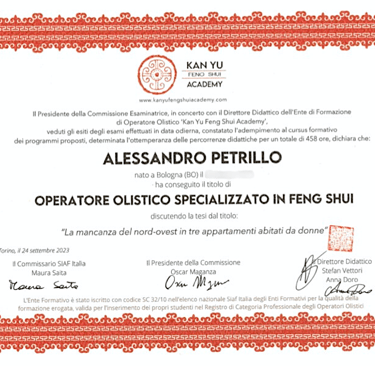 KAN YU
FENG SHUI
ACADEMY
www.kanyufengshuiacademy.com
Il Presidente della Commissione Esaminatrice, in concerto con il Direttore Didattico dell'Ente di Formazione
di Operatore Olistico 'Kan Yu Feng Shui Academy',
veduti gli esiti degli esami effettuati in data odierna, constatato l'adempimento al cursus formativo
dei programmi proposti, determinata l'ottemperanza delle percorrenze didattiche per un totale di 458 ore, dichiara che:
ALESSANDRO PETRILLO
nato a Bologna (BO) il
ha conseguito il titolo di
OPERATORE OLISTICO SPECIALIZZATO IN FENG SHUI
discutendo la tesi dal titolo:
"La mancanza del nord-ovest in tre appartamenti abitati da donne"
Torino, il 24 settembre 2023
Il Commissario SIAF Italia
Maura Saita
Il Presidente della Commissione
Oscar Maganza
Direttore Didattico
Stefan Vettori
Anna Doro
L'Ente Formativo è stato iscritto con codice SC 32/10 nell'elenco nazionale Siaf Italia degli Enti Formativi per la qualità della
formazione erogata, valido per l'inserimento dei propri studenti nel Registro di Categoria Professionale degli Operatori Olistici